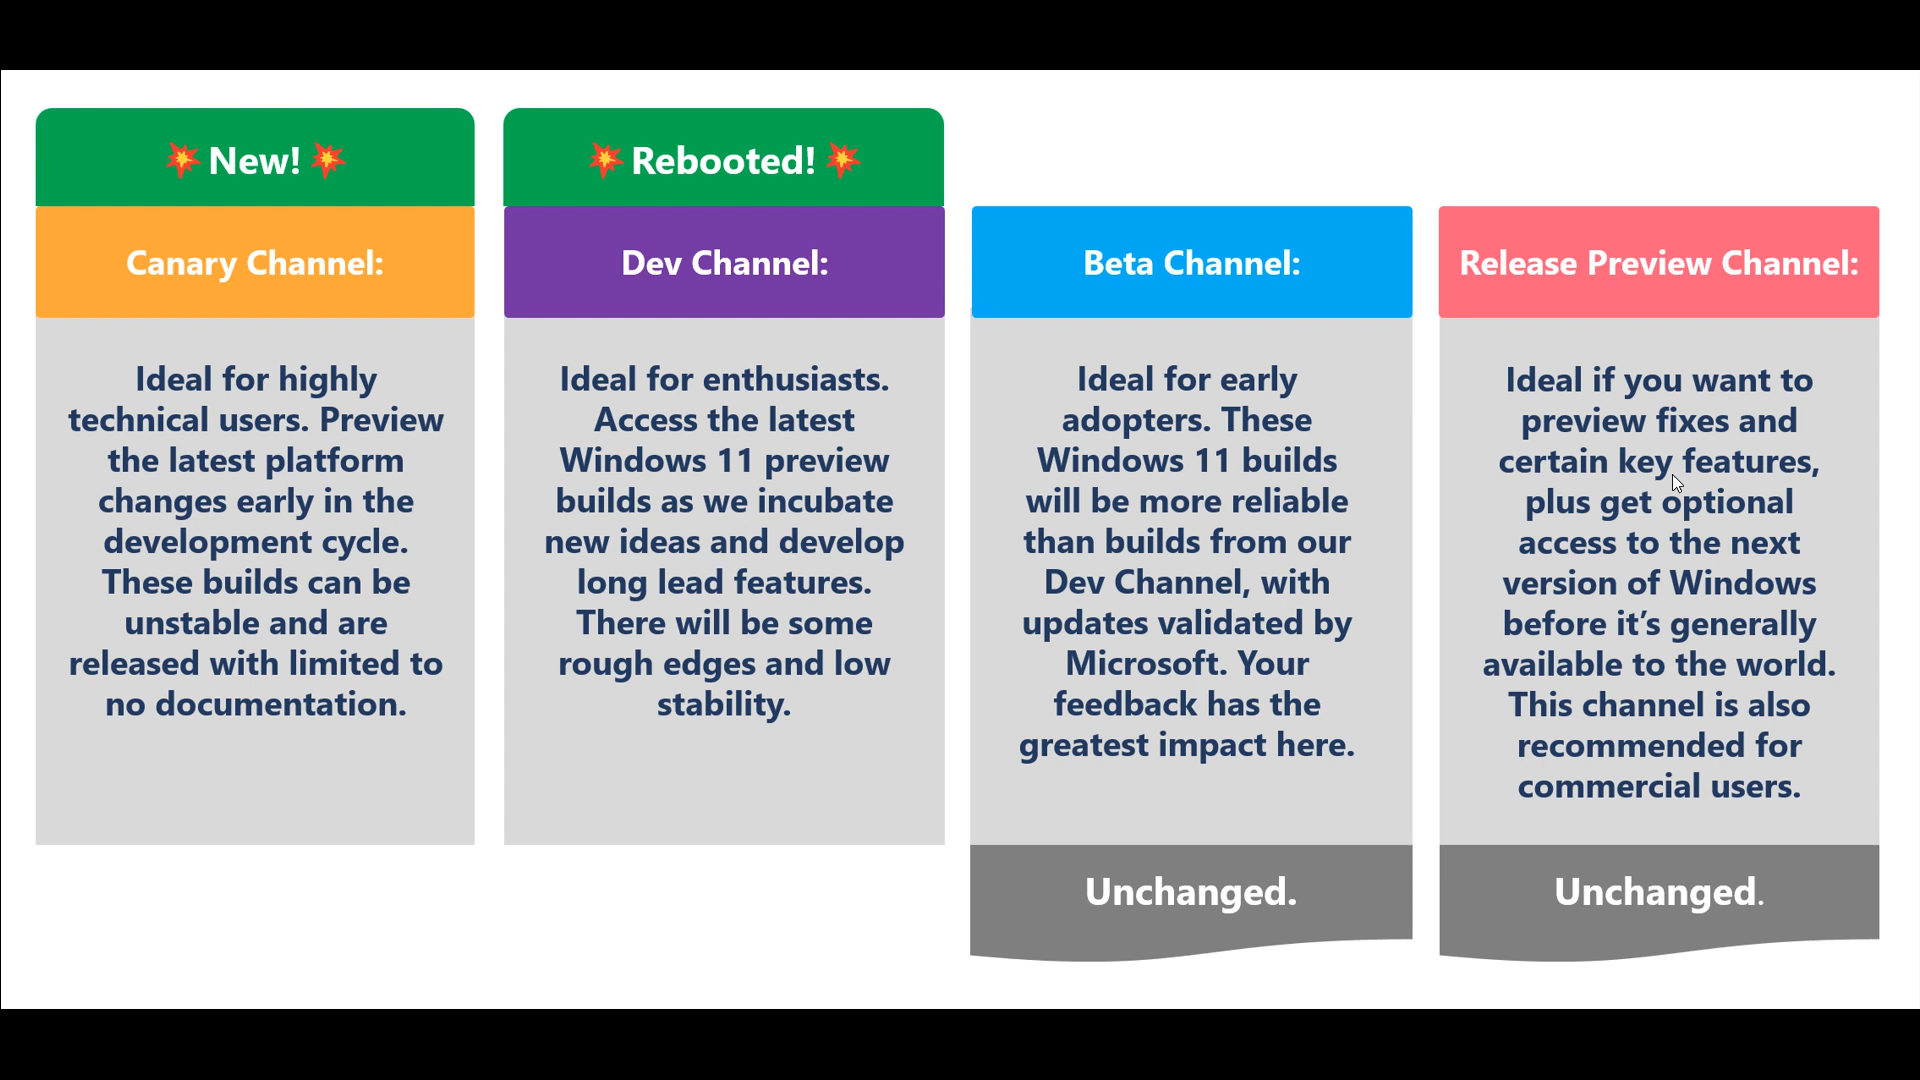 💥 New! 💥
Canary Channel:
Ideal for highly
technical users. Preview
the latest platform
changes early in the
development cycle.
These builds can be
unstable and are
released with limited to
no documentation.
💥 Rebooted! 💥
Dev Channel:
Ideal for enthusiasts.
Access the latest
Windows 11 preview
builds as we incubate
new ideas and develop
long lead features.
There will be some
rough edges and low
stability.
Beta Channel:
Ideal for early
adopters. These
Windows 11 builds
will be more reliable
than builds from our
Dev Channel, with
updates validated by
Microsoft. Your
feedback has the
greatest impact here.
Unchanged.
Release Preview Channel:
Ideal if you want to
preview fixes and
certain key features,
plus get optional
access to the next
version of Windows
before it’s generally
available to the world.
This channel is also
recommended for
commercial users.
Unchanged.